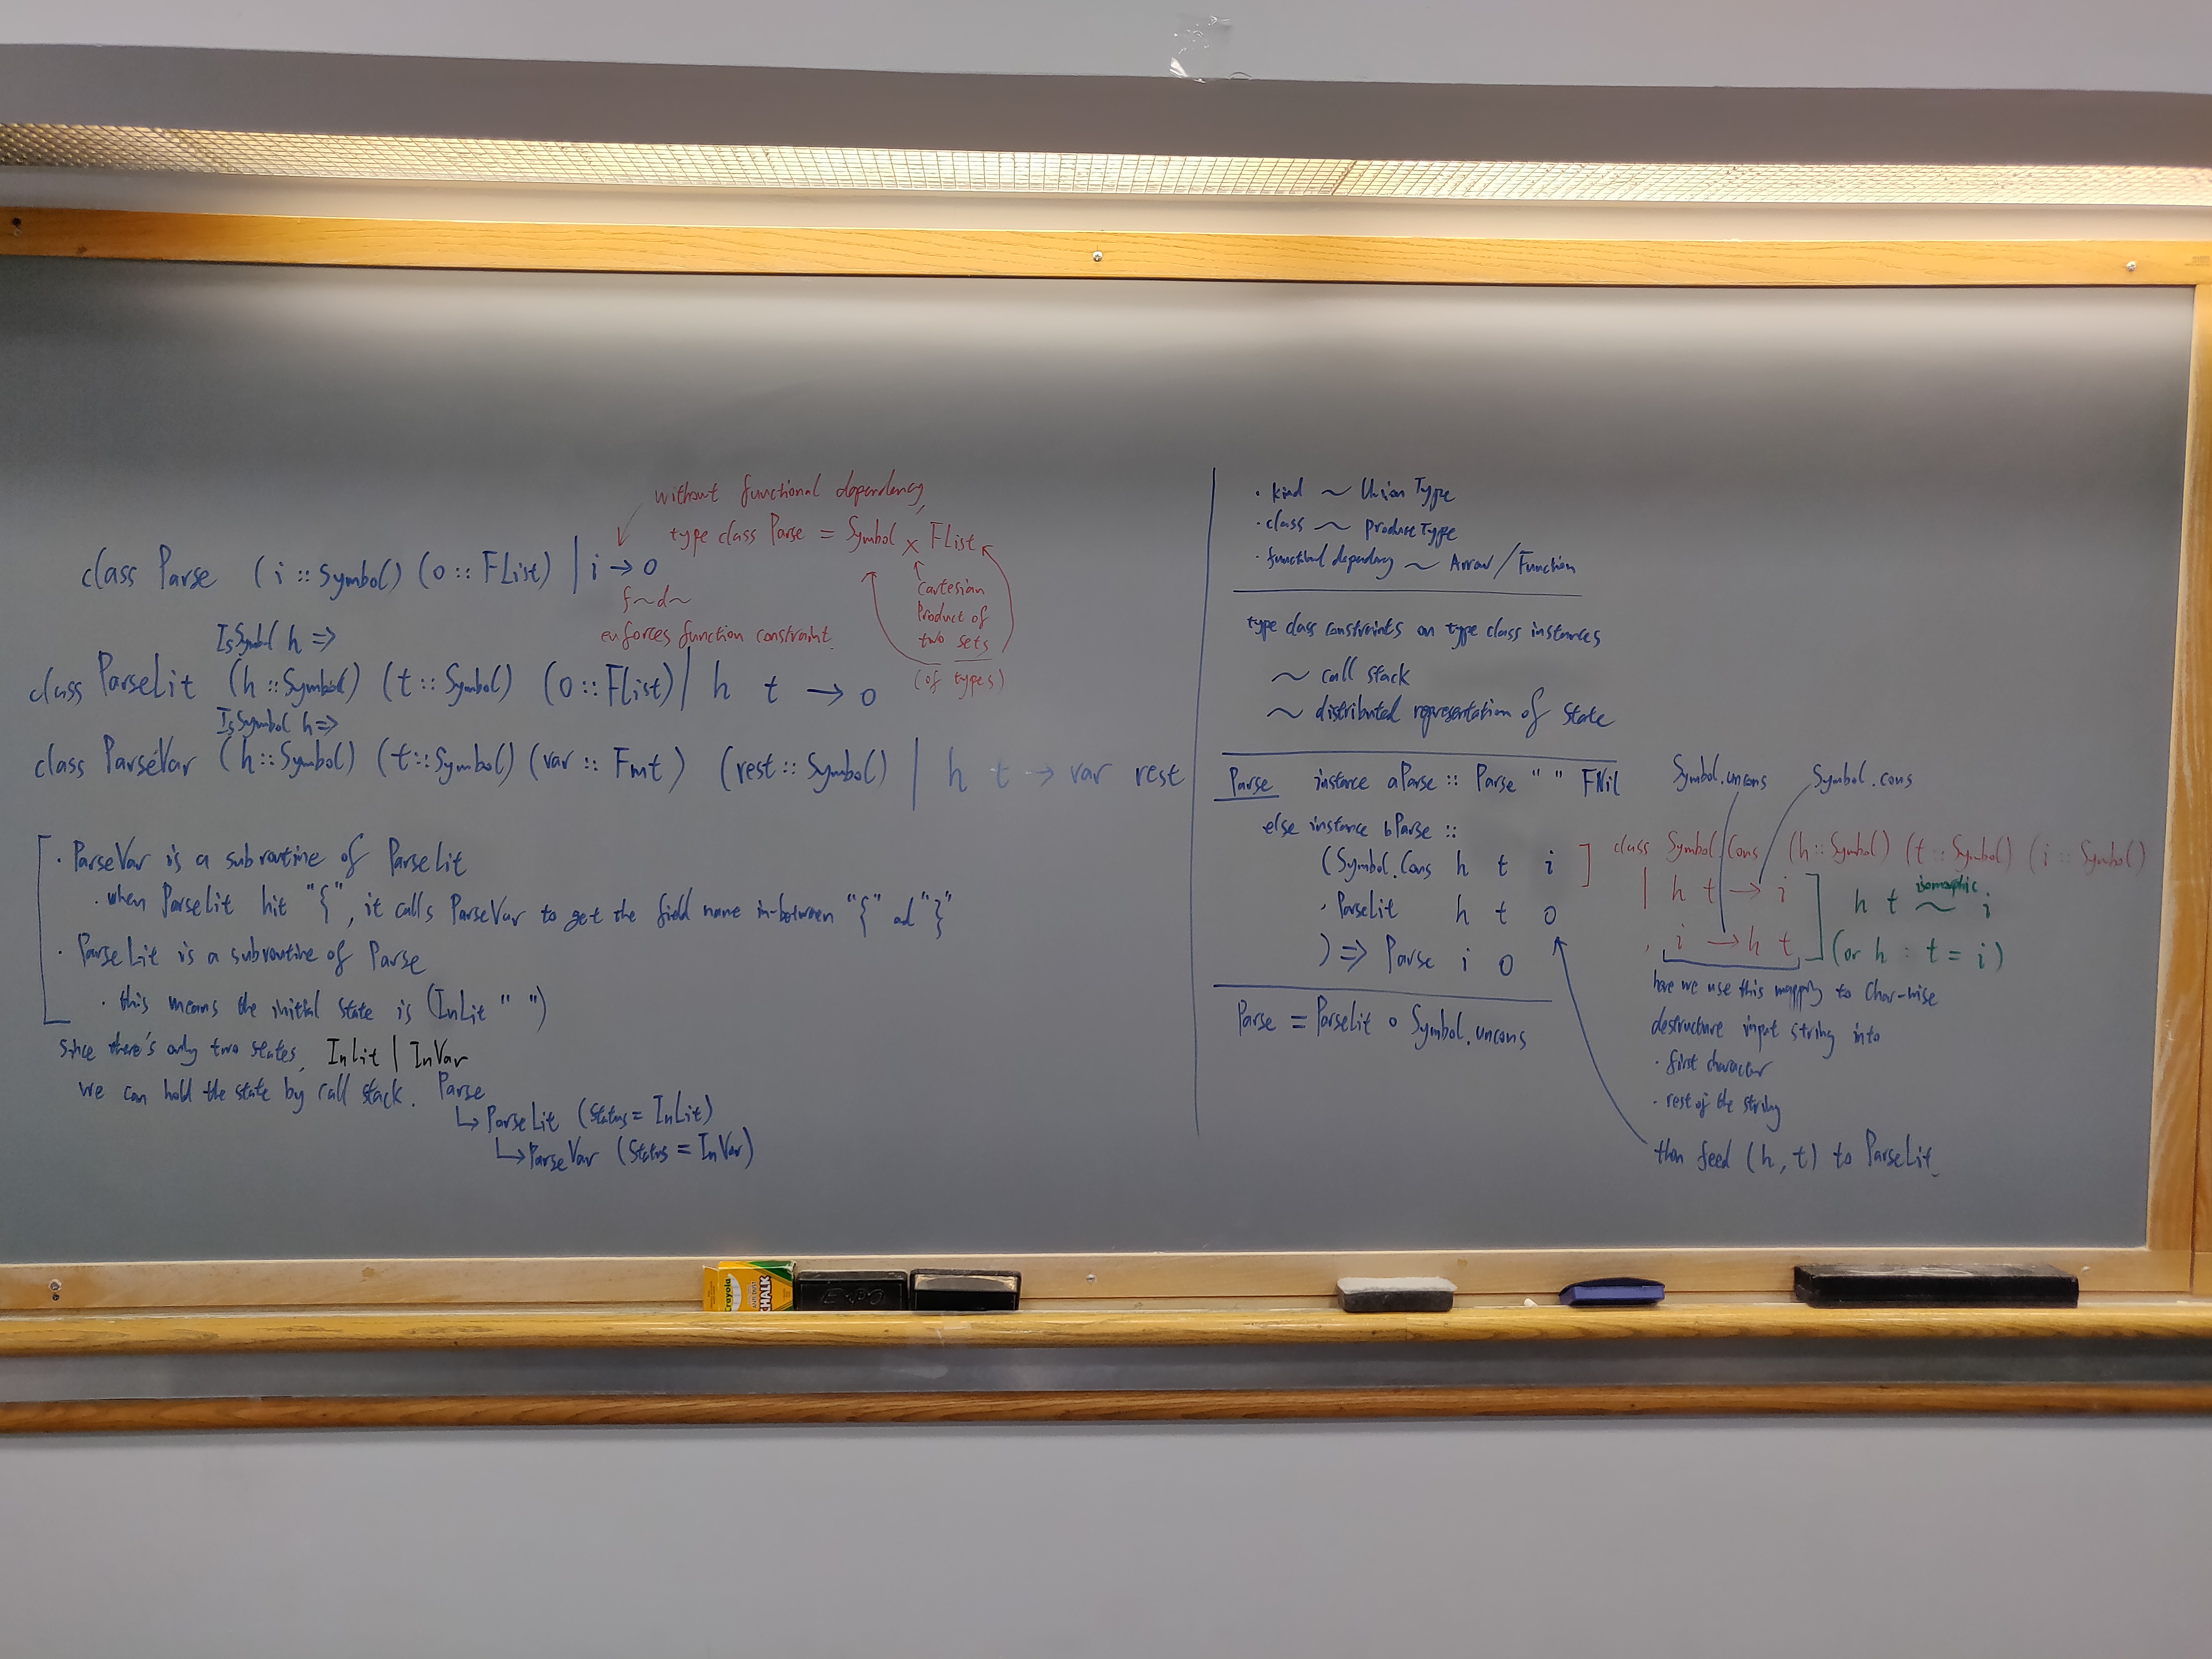 without functional dependency,
type class Parse = Symbol × FList
class Parse (i :: Symbol) (o :: FList) | i → o
f~d~
enforces function constraint.
Cartesian
Product of
two sets
(of types)
IsSymbol h =>
class ParseLit (h :: Symbol) (t :: Symbol) (o :: FList) | h t → o
IsSymbol h =>
class ParseVar (h :: Symbol) (t :: Symbol) (var :: Fmt) (rest :: Symbol) | h t → var rest
· ParseVar is a subroutine of ParseLit
· when ParseLit hit "{", it calls ParseVar to get the field name in-between "{" ad "}"
· ParseLit is a subroutine of Parse
· this means the initial state is (InLit " ")
since there's only two states, InLit | InVar
we can hold the state by call stack. Parse
↳ ParseLit (status = InLit)
↳ ParseVar (status = InVar)
· kind ~ Union Type
· class ~ Product Type
· functional dependency ~ Arrow / Function
type class constraints on type class instances
~ call stack
~ distributed representation of state
Parse instance aParse :: Parse " " FNil
else instance bParse ::
(Symbol.Cons h t i
, ParseLit h t o
) => Parse i o
Parse = ParseLit ∘ Symbol.uncons
Symbol.uncons Symbol.cons
class Symbol.Cons (h :: Symbol) (t :: Symbol) (i :: Symbol)
| h t → i
, i → h t
isomorphic
h t ~ i
(or h : t = i)
here we use this mapping to char-wise
destructure input string into
· first character
· rest of the string
then feed (h, t) to ParseLit.
Crayola
CHALK
EXPO